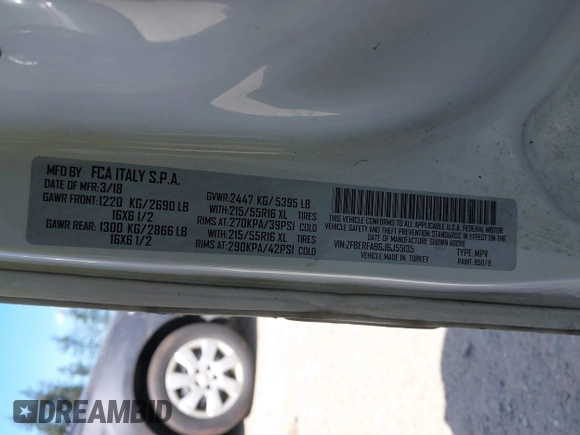 MFD BY FCA ITALY S.P.A.
DATE OF MFR: 3/18
GAWR FRONT: 1220 KG/2690 LB
16X6 1/2
GAWR REAR: 1300 KG/2866 LB
16X6 1/2
GVWR: 2447 KG/ 5395 LB
WITH: 215/55R16 XL TIRES
RIMS AT: 270KPA/39PSI COLD
WITH: 215/55R16 XL TIRES
RIMS AT: 290KPA/42PSI COLD
THIS VEHICLE CONFORMS TO ALL APPLICABLE U.S.A. FEDERAL MOTOR
VEHICLE SAFETY AND THEFT PREVENTION STANDARDS IN EFFECT ON THE
DATE OF MANUFACTURE SHOWN ABOVE.
VIN: ZFBERFAB6J6J55135 TYPE: MPV
VEHICLE MADE IN: TURKEY PAINT: 
DREAMBID